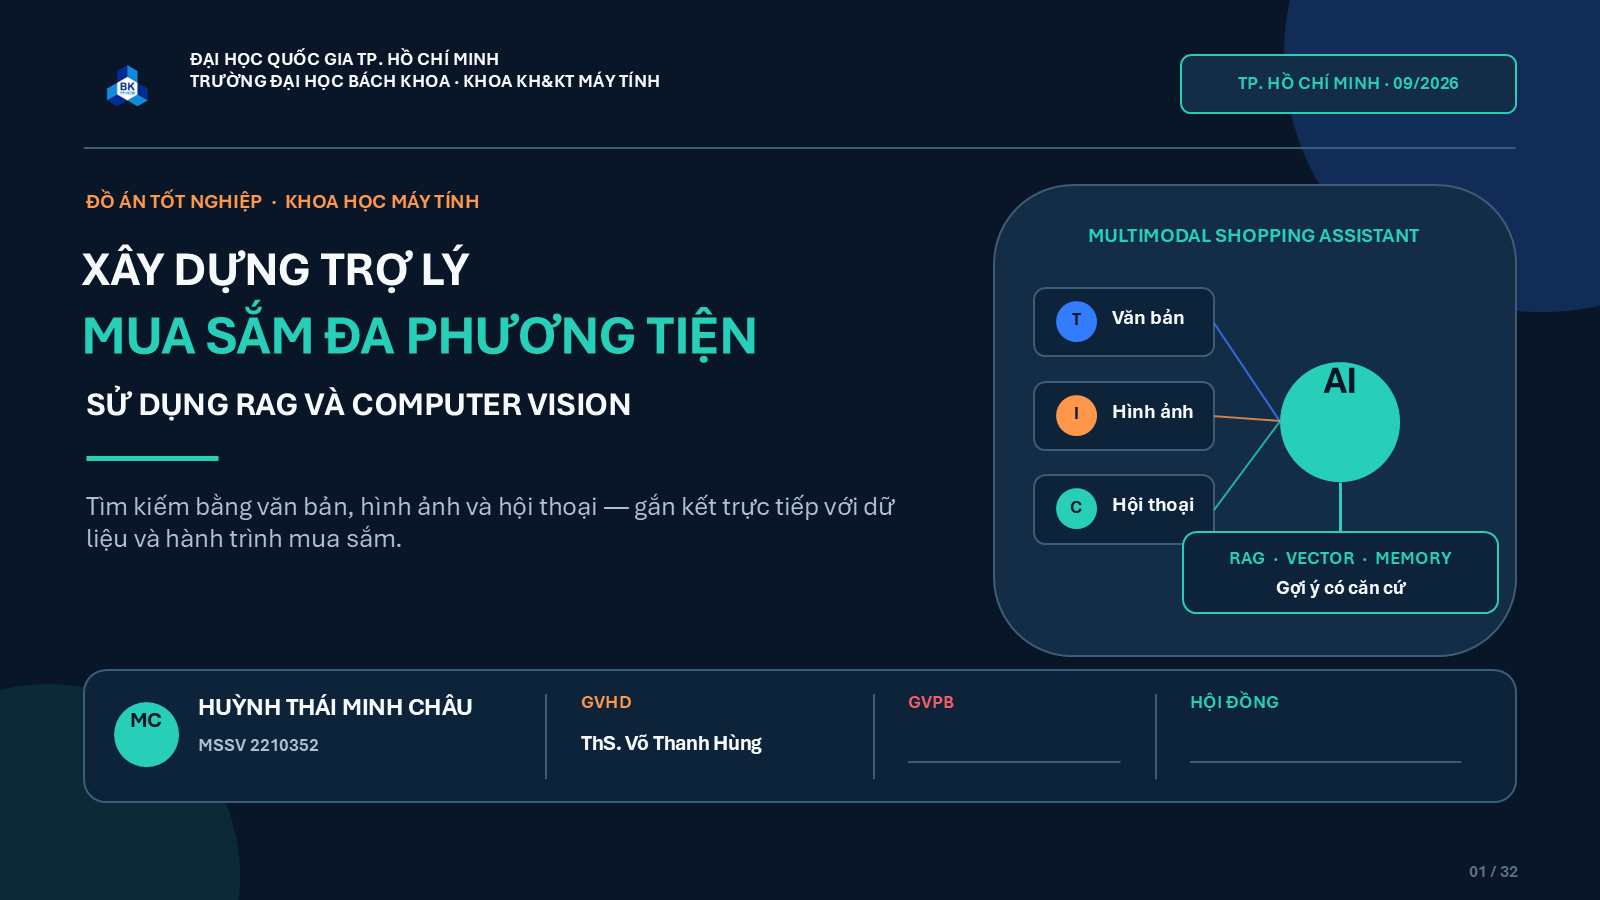 BK
ĐẠI HỌC QUỐC GIA TP. HỒ CHÍ MINH
TRƯỜNG ĐẠI HỌC BÁCH KHOA · KHOA KH&KT MÁY TÍNH
TP. HỒ CHÍ MINH · 09/2026
ĐỒ ÁN TỐT NGHIỆP · KHOA HỌC MÁY TÍNH
XÂY DỰNG TRỢ LÝ
MUA SẮM ĐA PHƯƠNG TIỆN
SỬ DỤNG RAG VÀ COMPUTER VISION
Tìm kiếm bằng văn bản, hình ảnh và hội thoại — gắn kết trực tiếp với dữ
liệu và hành trình mua sắm.
MULTIMODAL SHOPPING ASSISTANT
T Văn bản
I Hình ảnh
C Hội thoại
AI
RAG · VECTOR · MEMORY
Gợi ý có căn cứ
MC
HUỲNH THÁI MINH CHÂU
MSSV 2210352
GVHD
ThS. Võ Thanh Hùng
GVPB
HỘI ĐỒNG
01 / 32